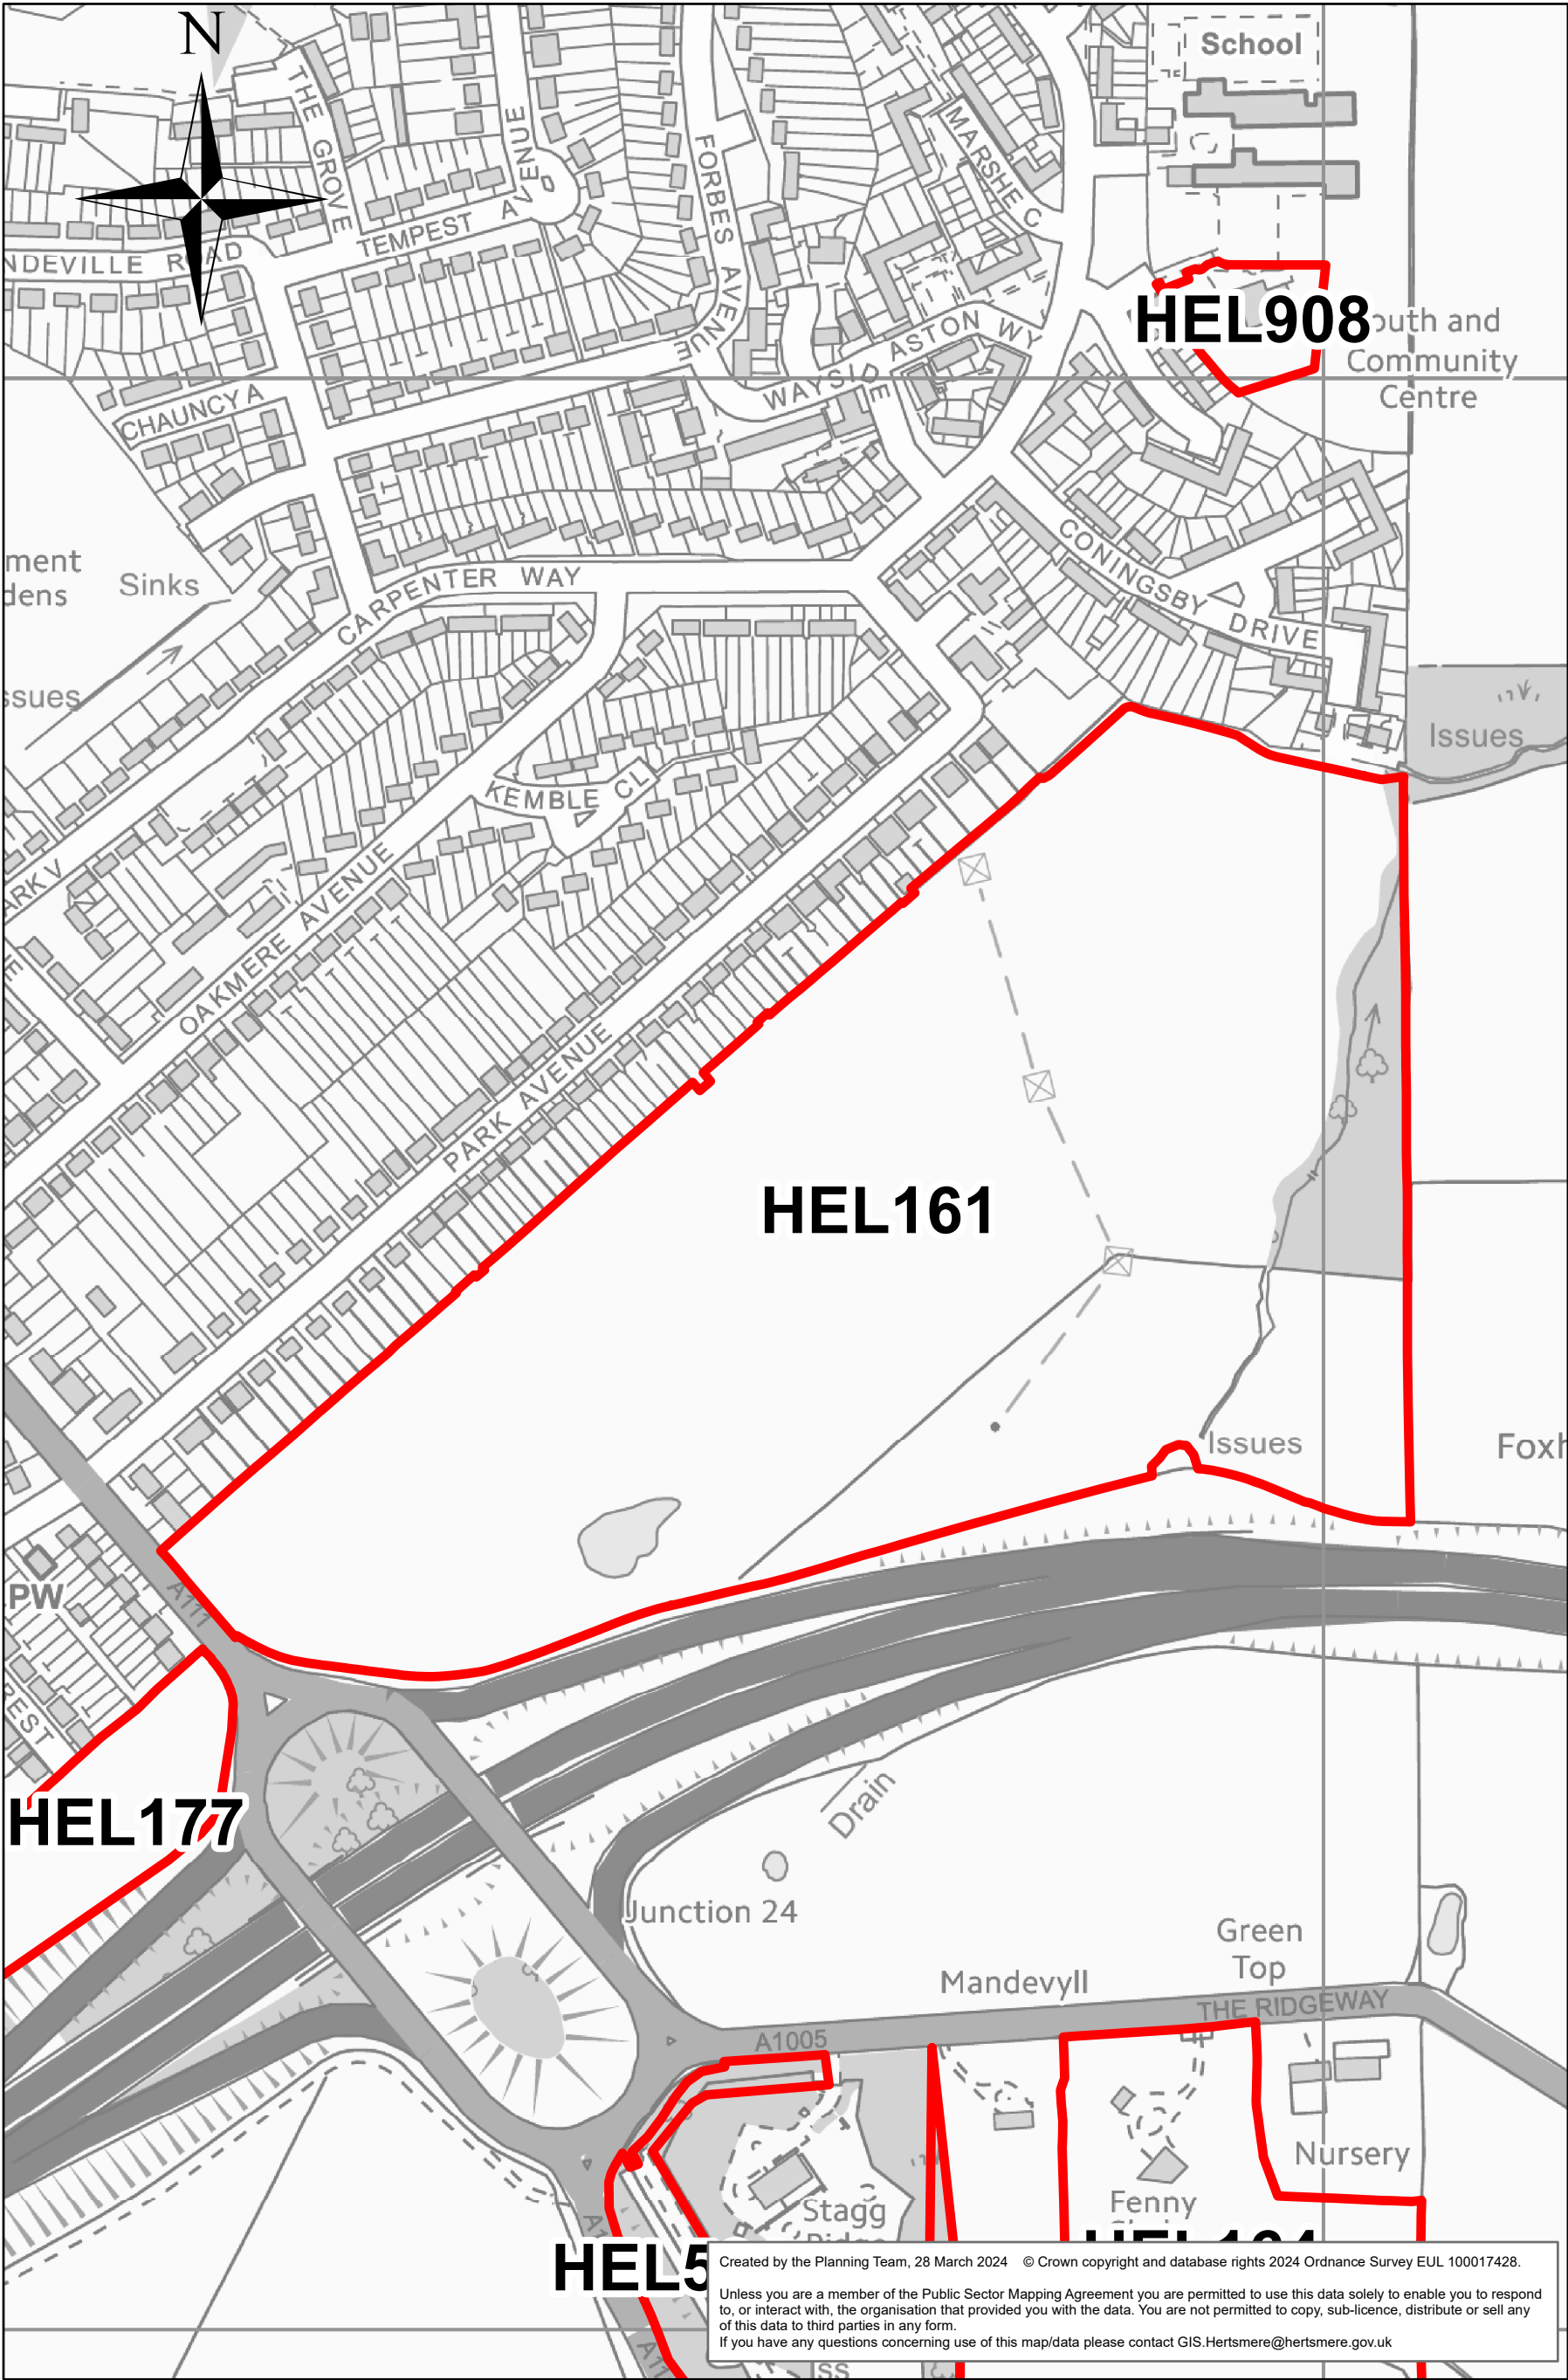 N
School
THE GROVE
AVENUE
FORBES AVENUE
MARSHE C
TEMPEST AVENUE
NDEVILLE ROAD
HEL908
outh and
Community
Centre
WAYSIDE
ASTON WY
CHAUNCY A
ment
dens
Sinks
CARPENTER WAY
CONINGSBY DRIVE
ssues
Issues
KEMBLE CL
ARK V
OAKMERE AVENUE
PARK AVENUE
HEL161
Issues
Foxh
PW
A111
REST
HEL177
Drain
Junction 24
Green
Top
Mandevyll
THE RIDGEWAY
A1005
Nursery
Fenny
Stagg
HEL5
Created by the Planning Team, 28 March 2024 © Crown copyright and database rights 2024 Ordnance Survey EUL 100017428.
Unless you are a member of the Public Sector Mapping Agreement you are permitted to use this data solely to enable you to respond
to, or interact with, the organisation that provided you with the data. You are not permitted to copy, sub-licence, distribute or sell any
of this data to third parties in any form.
If you have any questions concerning use of this map/data please contact GIS.Hertsmere@hertsmere.gov.uk
ss